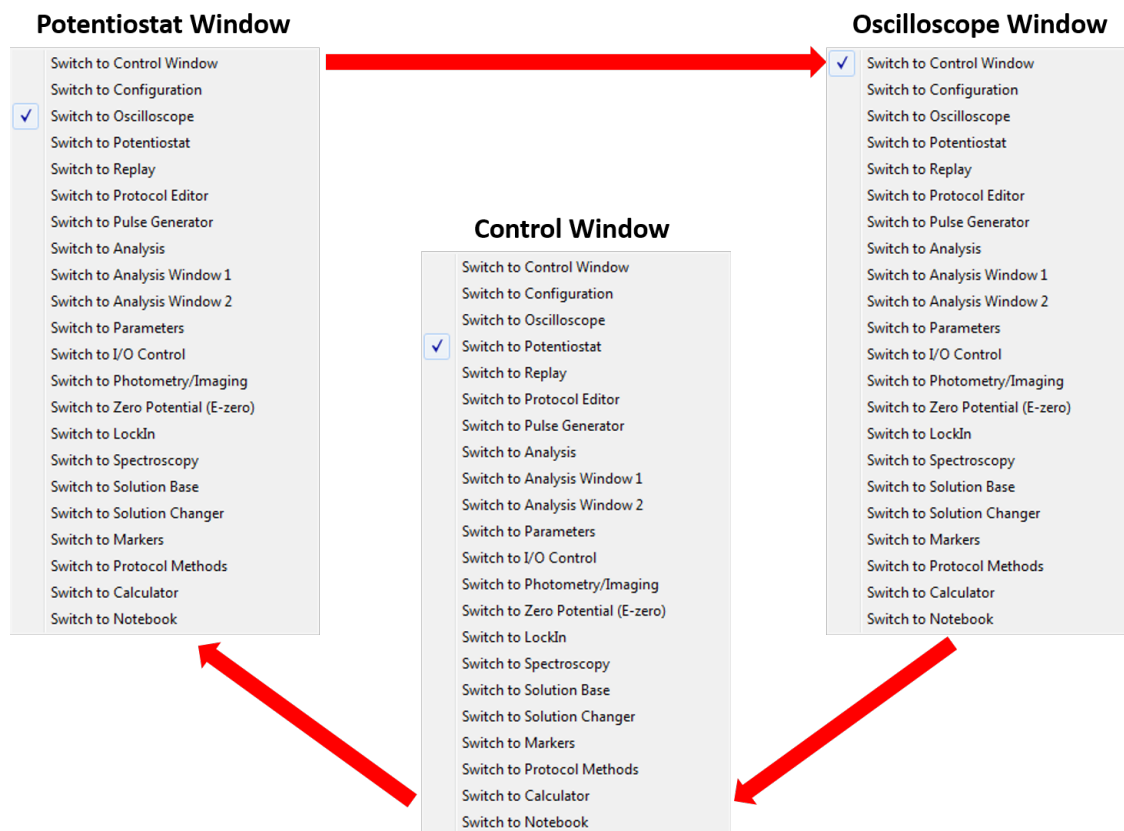 Potentiostat Window
Switch to Control Window
Switch to Configuration
Switch to Oscilloscope
Switch to Potentiostat
Switch to Replay
Switch to Protocol Editor
Switch to Pulse Generator
Switch to Analysis
Switch to Analysis Window 1
Switch to Analysis Window 2
Switch to Parameters
Switch to I/O Control
Switch to Photometry/Imaging
Switch to Zero Potential (E-zero)
Switch to LockIn
Switch to Spectroscopy
Switch to Solution Base
Switch to Solution Changer
Switch to Markers
Switch to Protocol Methods
Switch to Calculator
Switch to Notebook
Control Window
Switch to Control Window
Switch to Configuration
Switch to Oscilloscope
Switch to Potentiostat
Switch to Replay
Switch to Protocol Editor
Switch to Pulse Generator
Switch to Analysis
Switch to Analysis Window 1
Switch to Analysis Window 2
Switch to Parameters
Switch to I/O Control
Switch to Photometry/Imaging
Switch to Zero Potential (E-zero)
Switch to LockIn
Switch to Spectroscopy
Switch to Solution Base
Switch to Solution Changer
Switch to Markers
Switch to Protocol Methods
Switch to Calculator
Switch to Notebook
Oscilloscope Window
Switch to Control Window
Switch to Configuration
Switch to Oscilloscope
Switch to Potentiostat
Switch to Replay
Switch to Protocol Editor
Switch to Pulse Generator
Switch to Analysis
Switch to Analysis Window 1
Switch to Analysis Window 2
Switch to Parameters
Switch to I/O Control
Switch to Photometry/Imaging
Switch to Zero Potential (E-zero)
Switch to LockIn
Switch to Spectroscopy
Switch to Solution Base
Switch to Solution Changer
Switch to Markers
Switch to Protocol Methods
Switch to Calculator
Switch to Notebook